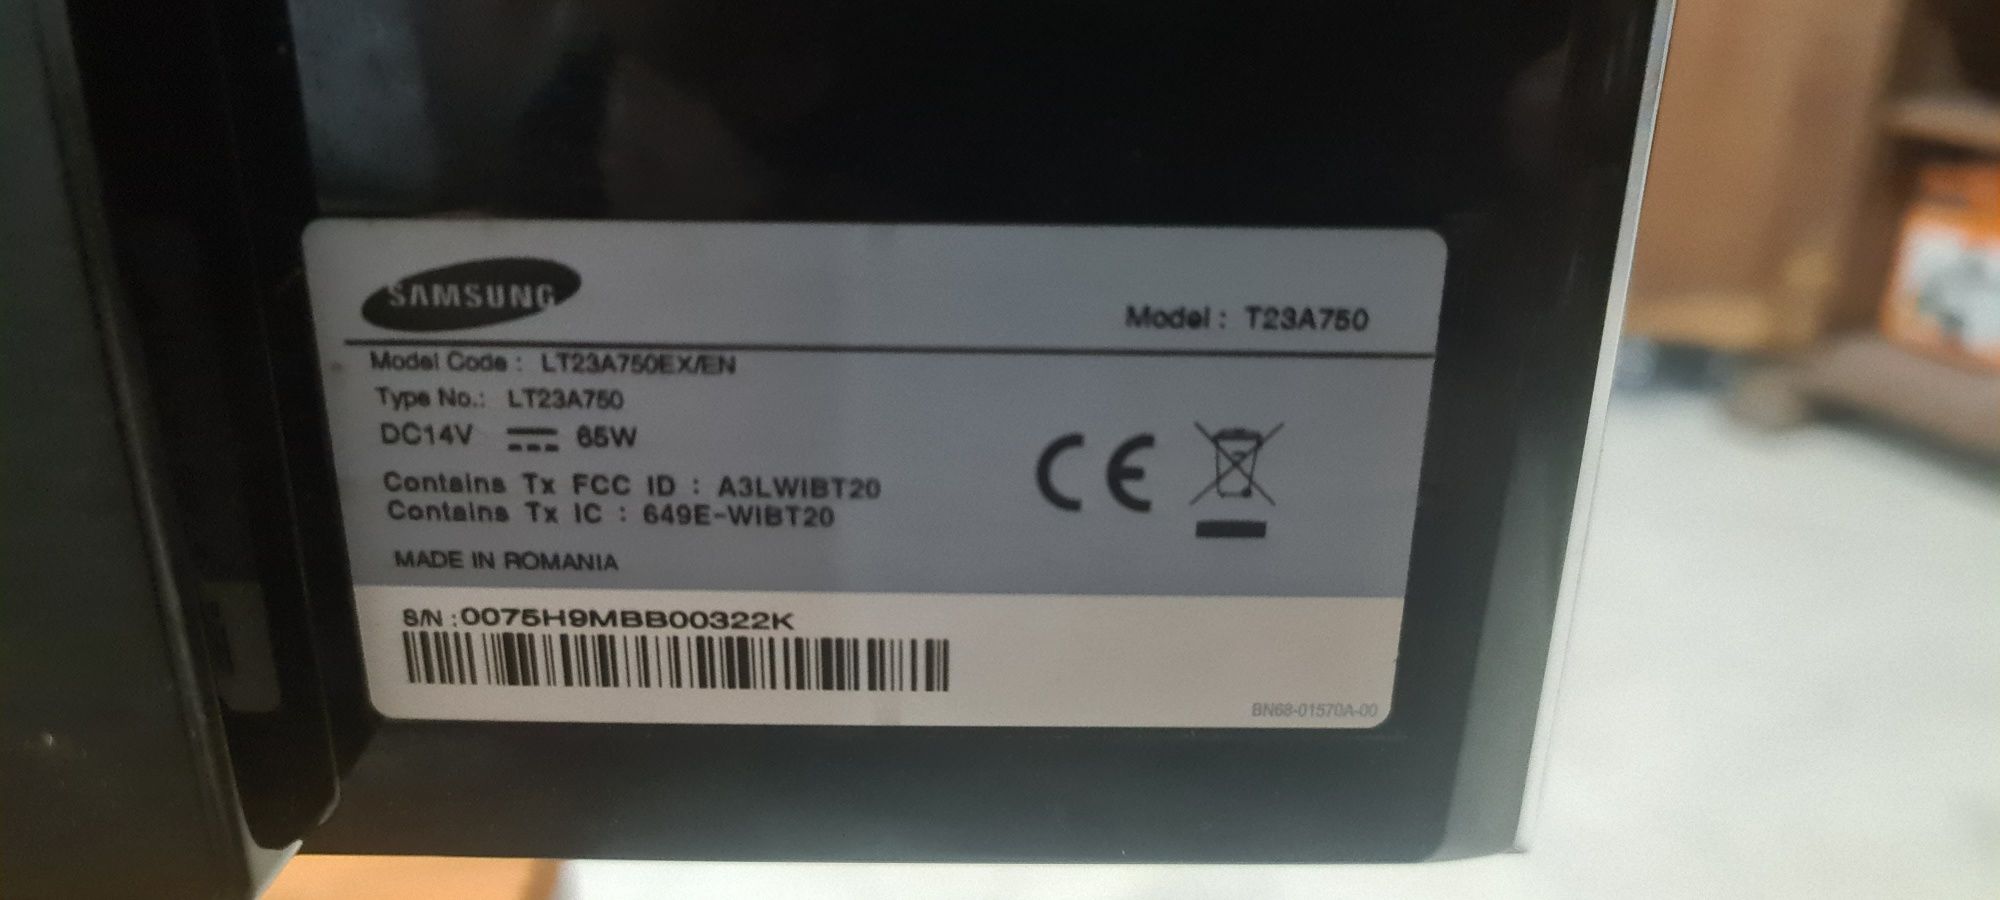 SAMSUNG
Model : T23A750
Model Code : LT23A750EX/EN
Type No.: LT23A750
DC14V 65W
Contains Tx FCC ID : A3LWIBT20
Contains Tx IC : 649E-WIBT20
MADE IN ROMANIA
CE
S/N :0075H9MBB00322K
BN68-01570A-00